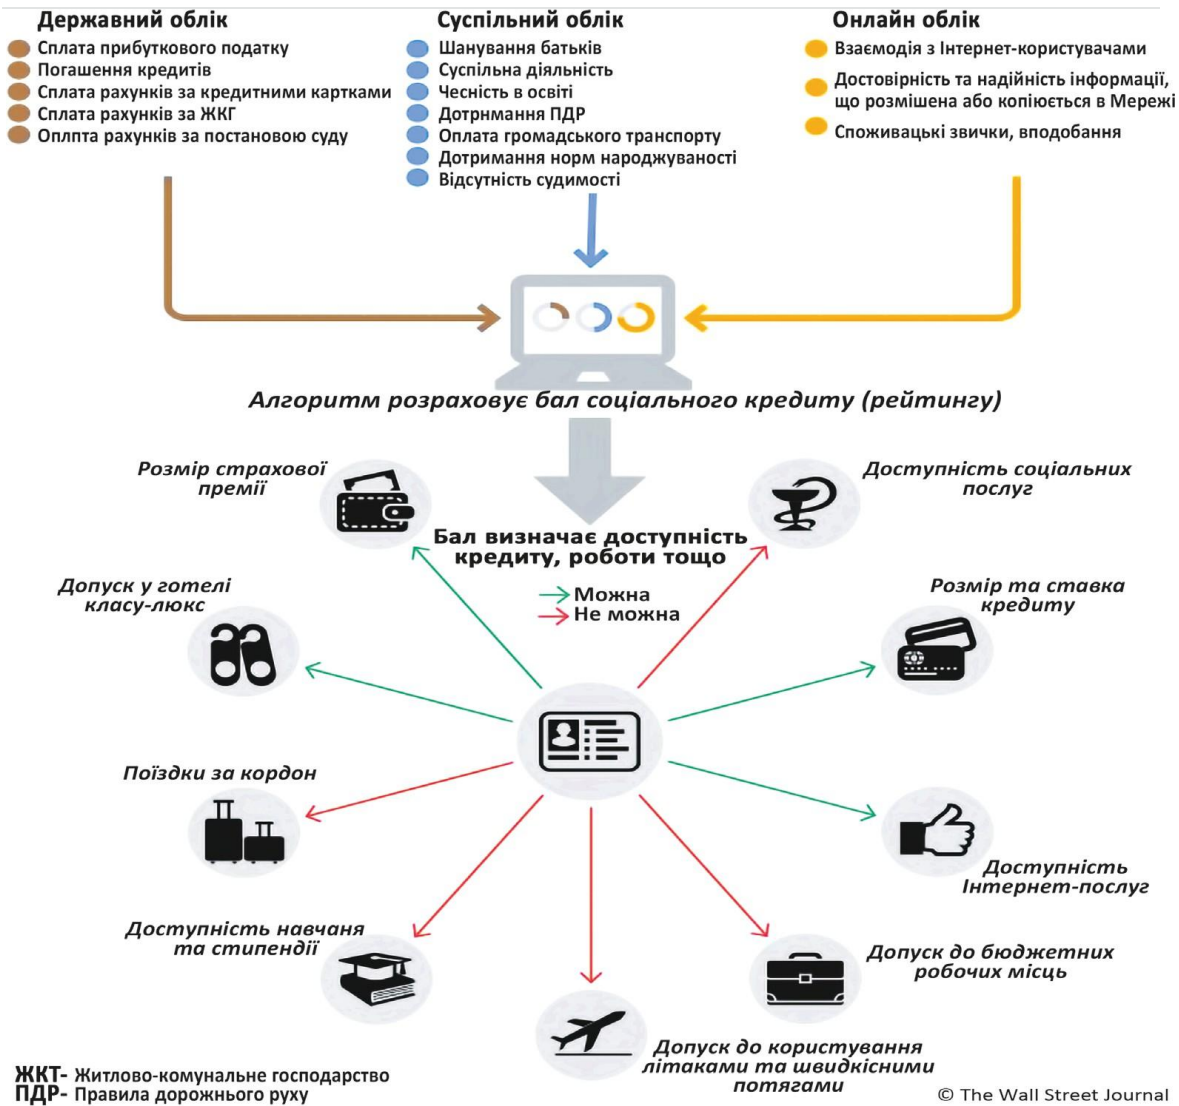 Державний облік
Сплата прибуткового податку
Погашення кредитів
Сплата рахунків за кредитними картками
Сплата рахунків за ЖКГ
Оплпта рахунків за постановою суду
Суспільний облік
Шанування батьків
Суспільна діяльність
Чесність в освіті
Дотрнмання ПДР
Оплата громадського транспорту
Дотримання норм народжуваності
Відсутність судимості
Онлайн облік
Взаємодія з Інтернет-користувачами
Достовірність та надійність інформації,
що розміщена або копіюється в Мережі
Споживацькі звички, вподобання
Алгоритм розраховує бал соціального кредиту (рейтингу)
Розмір страхової
премії
Доступність соціальних
послуг
Бал визначає доступність
кредиту, роботи тощо
Можна
Не можна
Допуск у готелі
класу-люкс
Розмір та ставка
кредиту
Поїздки за кордон
Доступність
Інтернет-послуг
Доступність навчаня
та стипендії
Допуск до бюджетних
робочих місць
Допуск до користування
літаками та швидкісними
потягами
ЖКТ- Житлово-комунальне господарство
ПДР- Правила дорожнього руху
© The Wall Street Journal